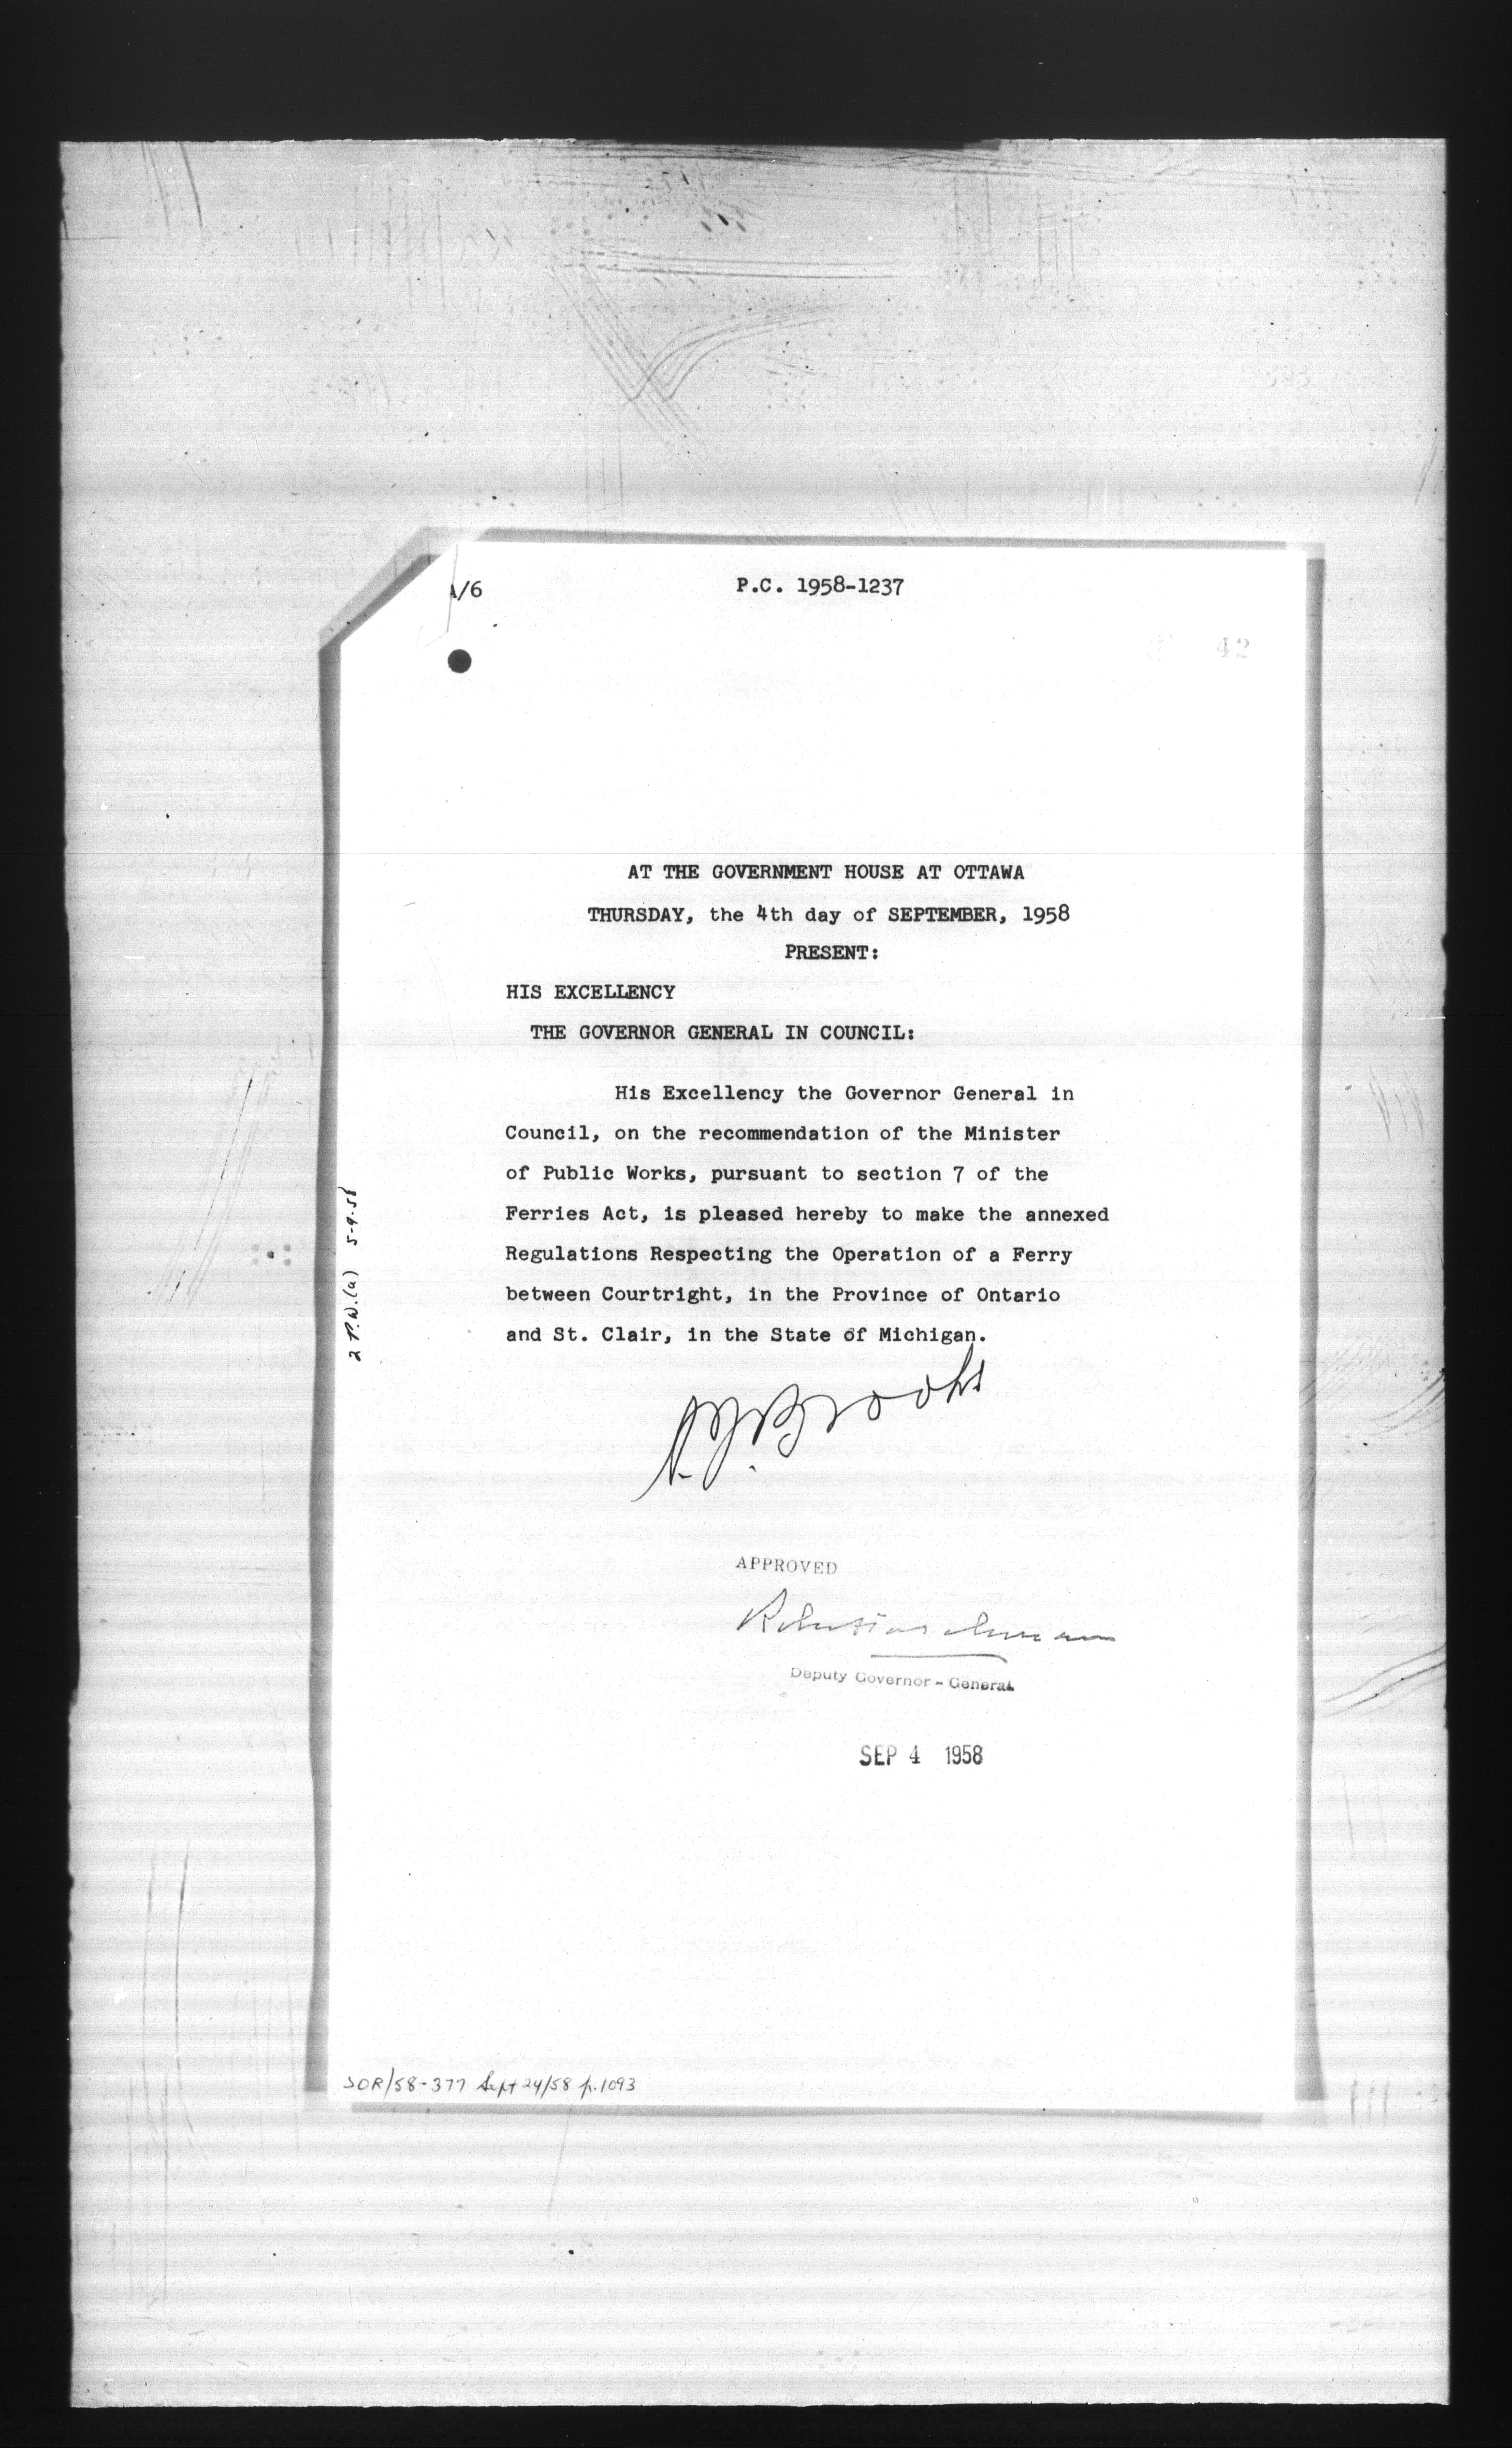 A/6
P.C. 1958-1237
42
AT THE GOVERNMENT HOUSE AT OTTAWA
THURSDAY, the 4th day of SEPTEMBER, 1958
PRESENT:
HIS EXCELLENCY
THE GOVERNOR GENERAL IN COUNCIL:
His Excellency the Governor General in
Council, on the recommendation of the Minister
of Public Works, pursuant to section 7 of the
Ferries Act, is pleased hereby to make the annexed
Regulations Respecting the Operation of a Ferry
between Courtright, in the Province of Ontario
and St. Clair, in the State of Michigan.
2 P.W.(a) 5-9-58
Brooks
APPROVED
Deputy Governor-General
SEP 4 1958
SOR/58-377 Sept 24/58 p.1093